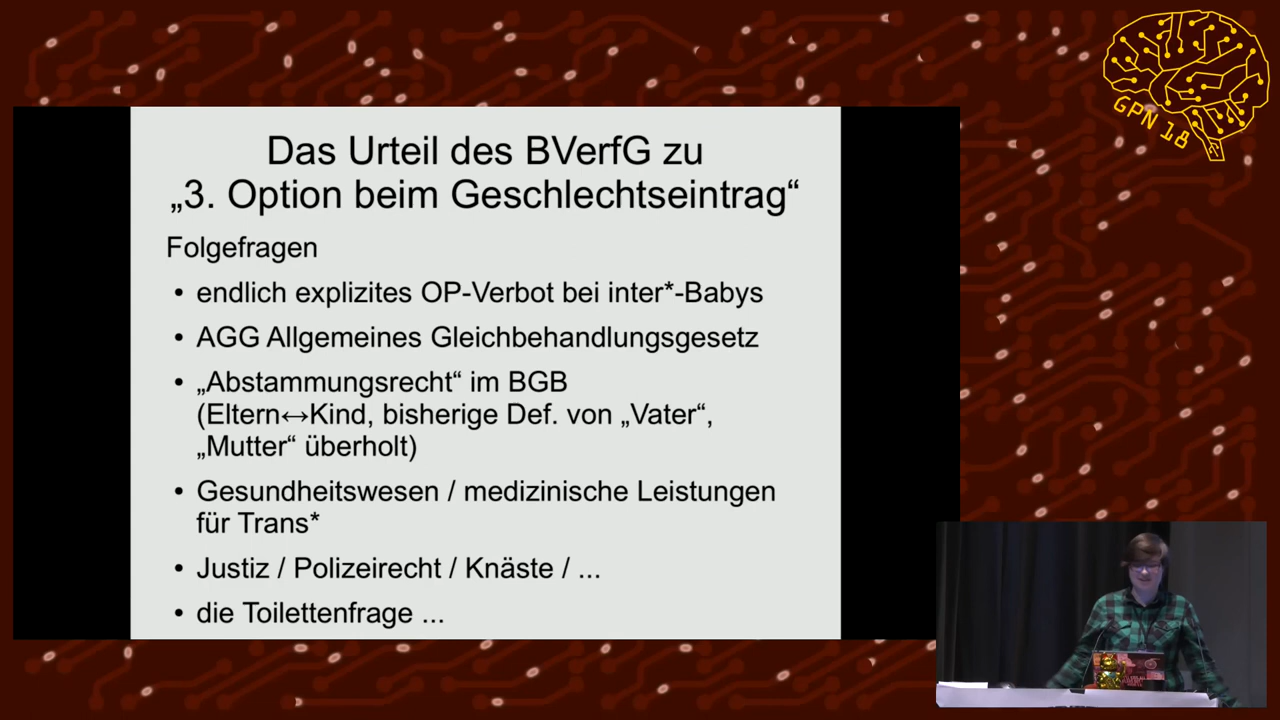 GPN 18
Das Urteil des BVerfG zu
„3. Option beim Geschlechtseintrag“
Folgefragen
• endlich explizites OP-Verbot bei inter*-Babys
• AGG Allgemeines Gleichbehandlungsgesetz
• „Abstammungsrecht“ im BGB
(Eltern↔Kind, bisherige Def. von „Vater“,
„Mutter“ überholt)
• Gesundheitswesen / medizinische Leistungen
für Trans*
• Justiz / Polizeirecht / Knäste / ...
• die Toilettenfrage ...